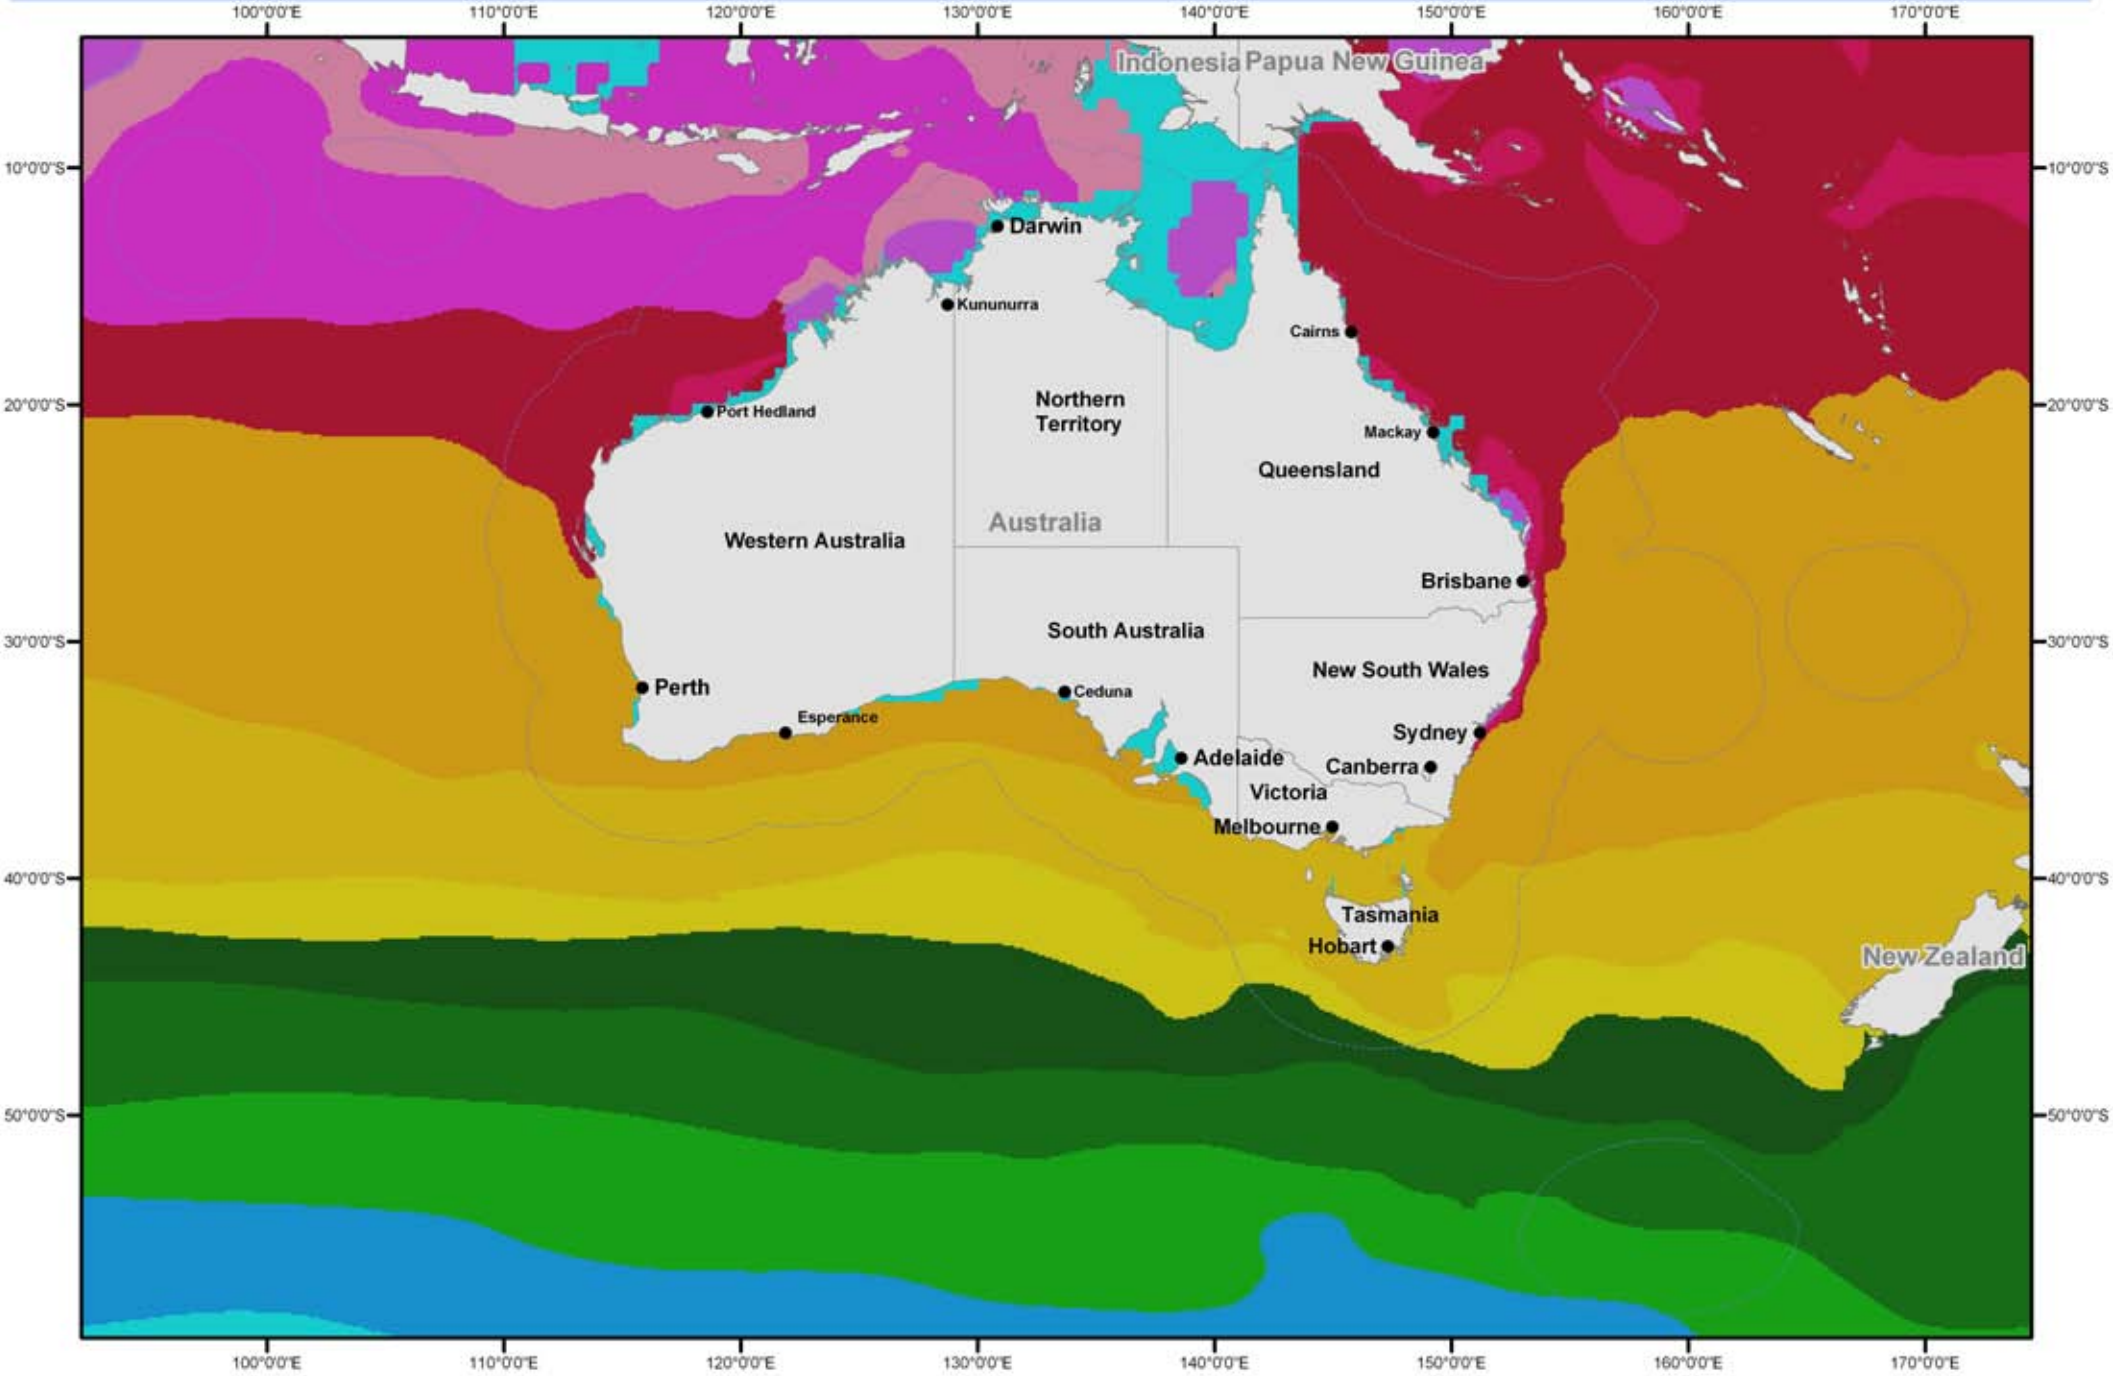 100°0'0"E 110°0'0"E 120°0'0"E 130°0'0"E 140°0'0"E 150°0'0"E 160°0'0"E 170°0'0"E
Indonesia Papua New Guinea
10°0'0"S 10°0'0"S
Darwin
Kununurra
Cairns
20°0'0"S 20°0'0"S
Northern
Territory
Port Hedland
Mackay
Queensland
Australia
Western Australia
Brisbane
South Australia
30°0'0"S 30°0'0"S
New South Wales
Perth
Ceduna
Esperance
Sydney
Adelaide
Canberra
Victoria
Melbourne
40°0'0"S 40°0'0"S
Tasmania
Hobart
New Zealand
50°0'0"S 50°0'0"S
100°0'0"E 110°0'0"E 120°0'0"E 130°0'0"E 140°0'0"E 150°0'0"E 160°0'0"E 170°0'0"E